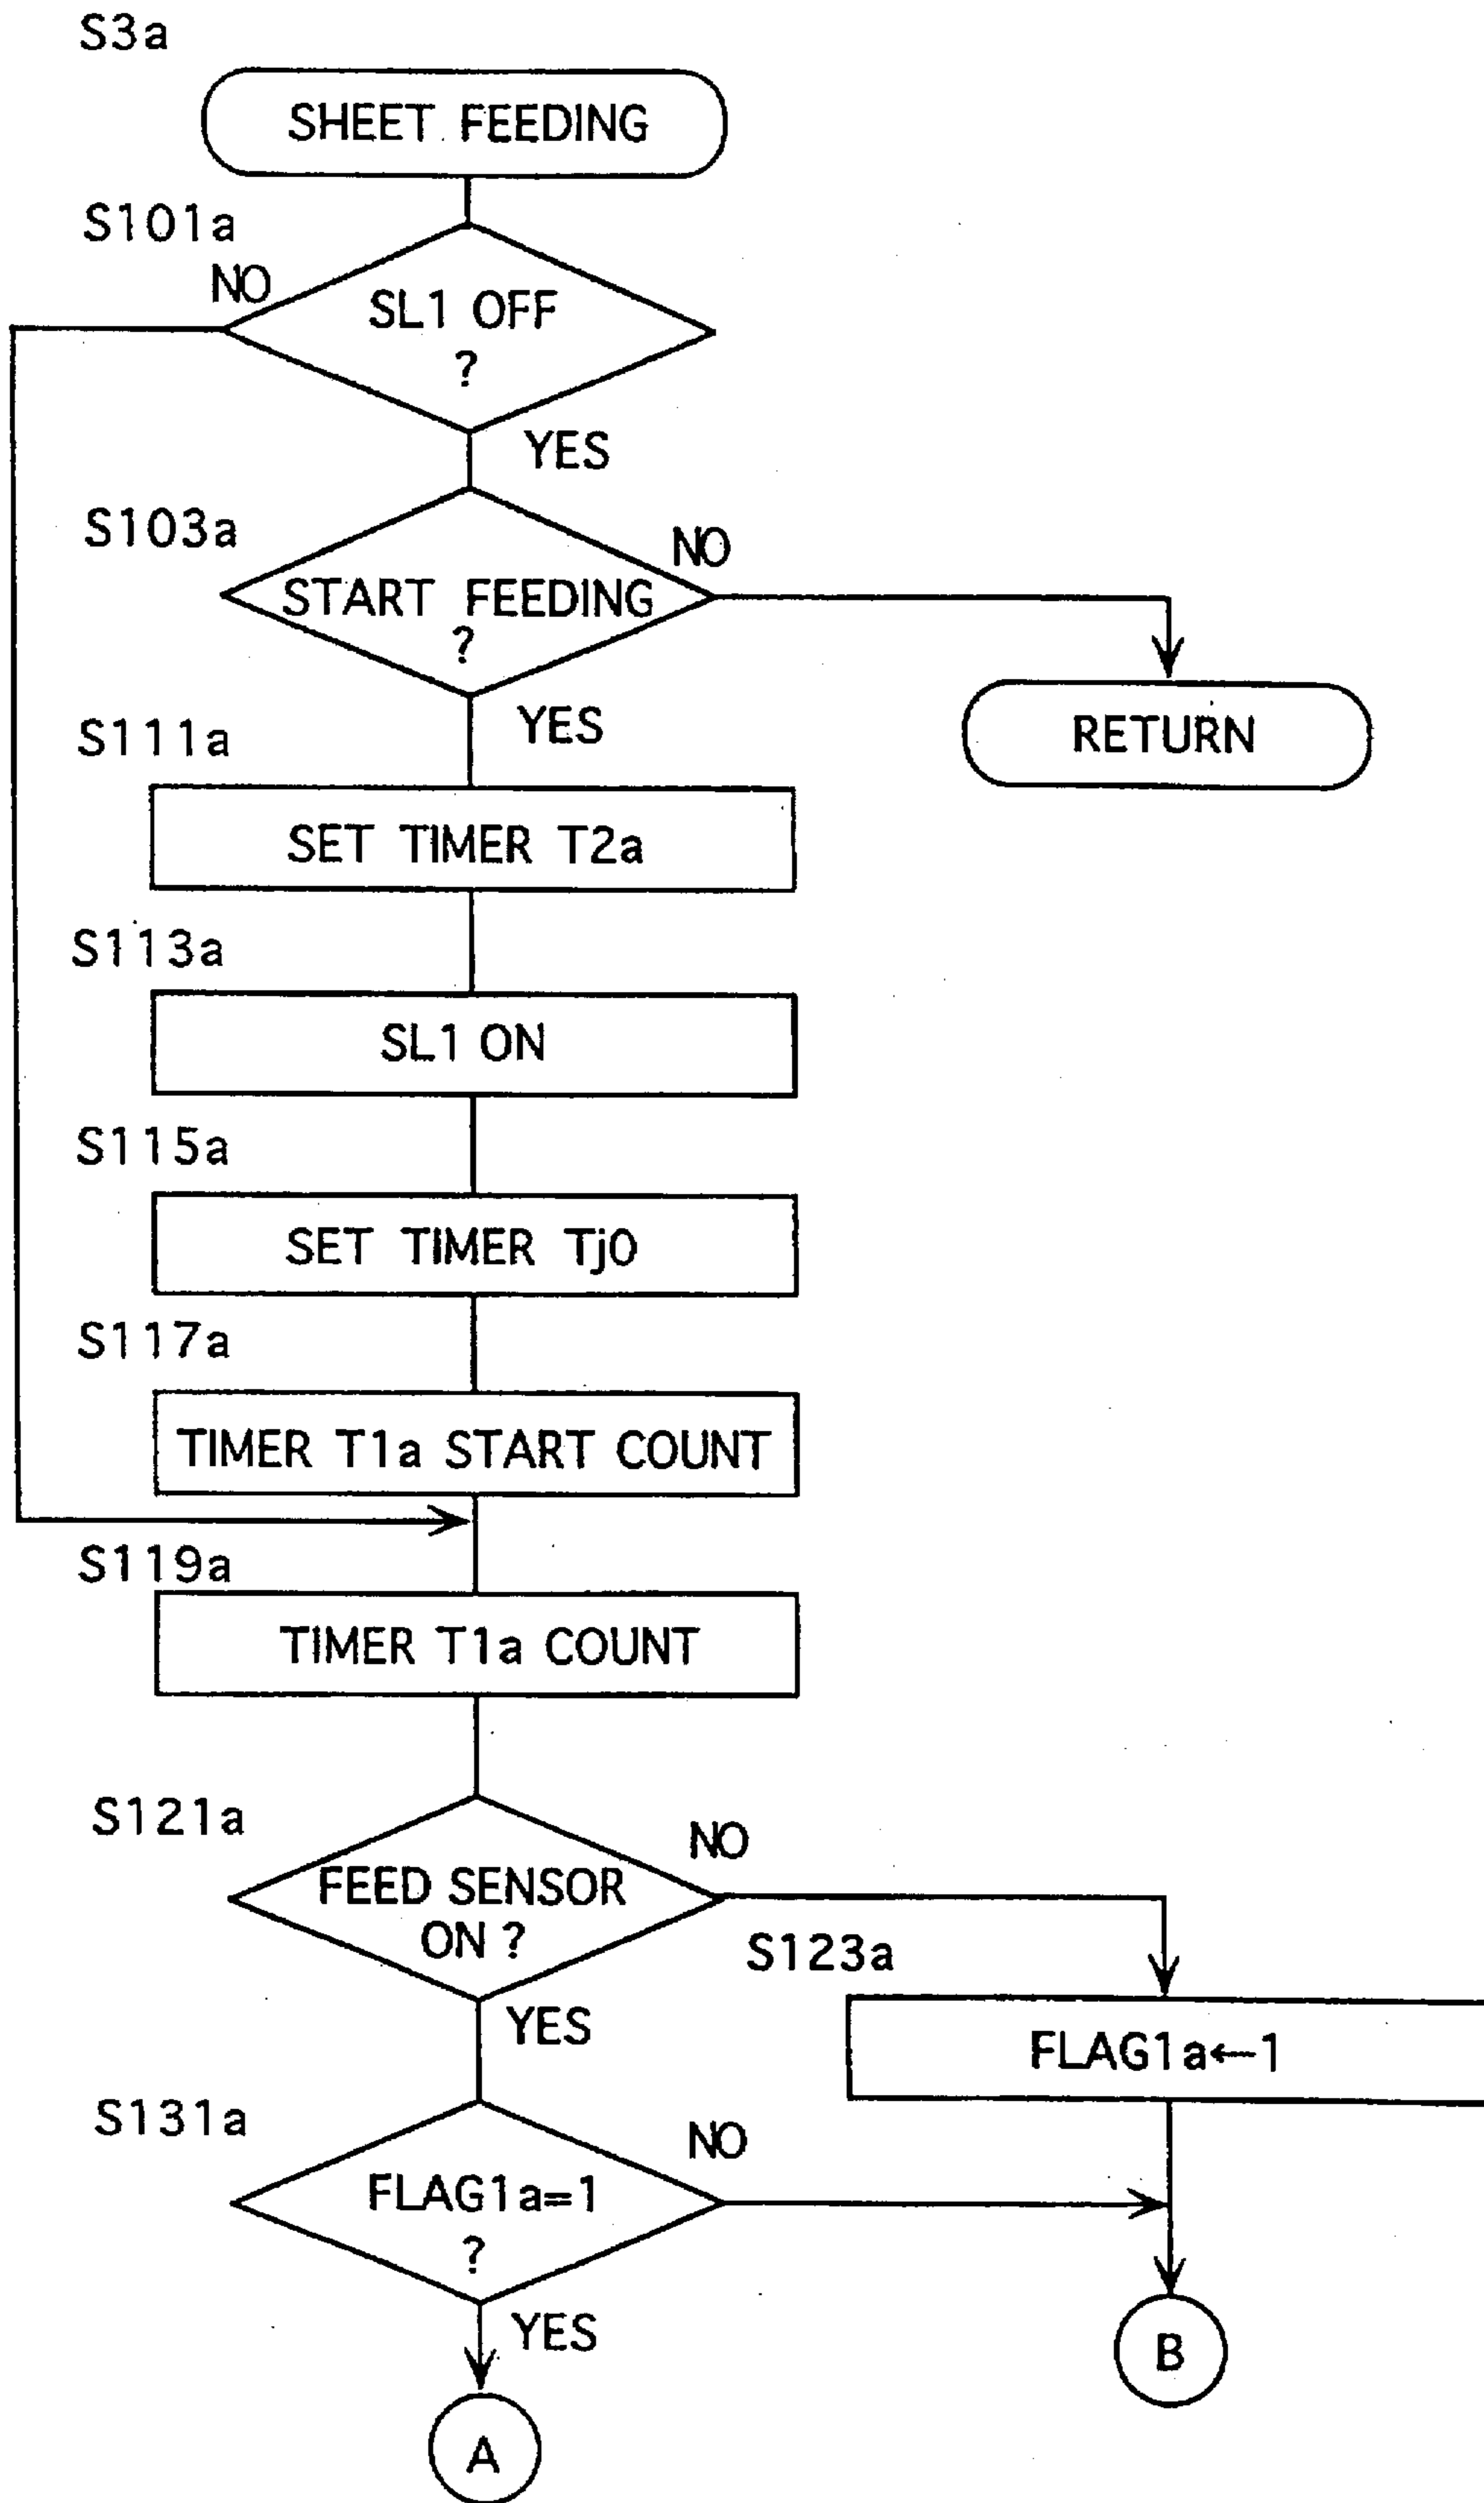 S3a
SHEET FEEDING
S101a
NO
SL1 OFF
?
YES
S103a
NO
START FEEDING
?
YES
RETURN
S111a
SET TIMER T2a
S113a
SL1 ON
S115a
SET TIMER Tj0
S117a
TIMER T1a START COUNT
S119a
TIMER T1a COUNT
S121a
NO
FEED SENSOR
ON ?
YES
S123a
FLAG1a←1
S131a
NO
FLAG1a=1
?
YES
B
A